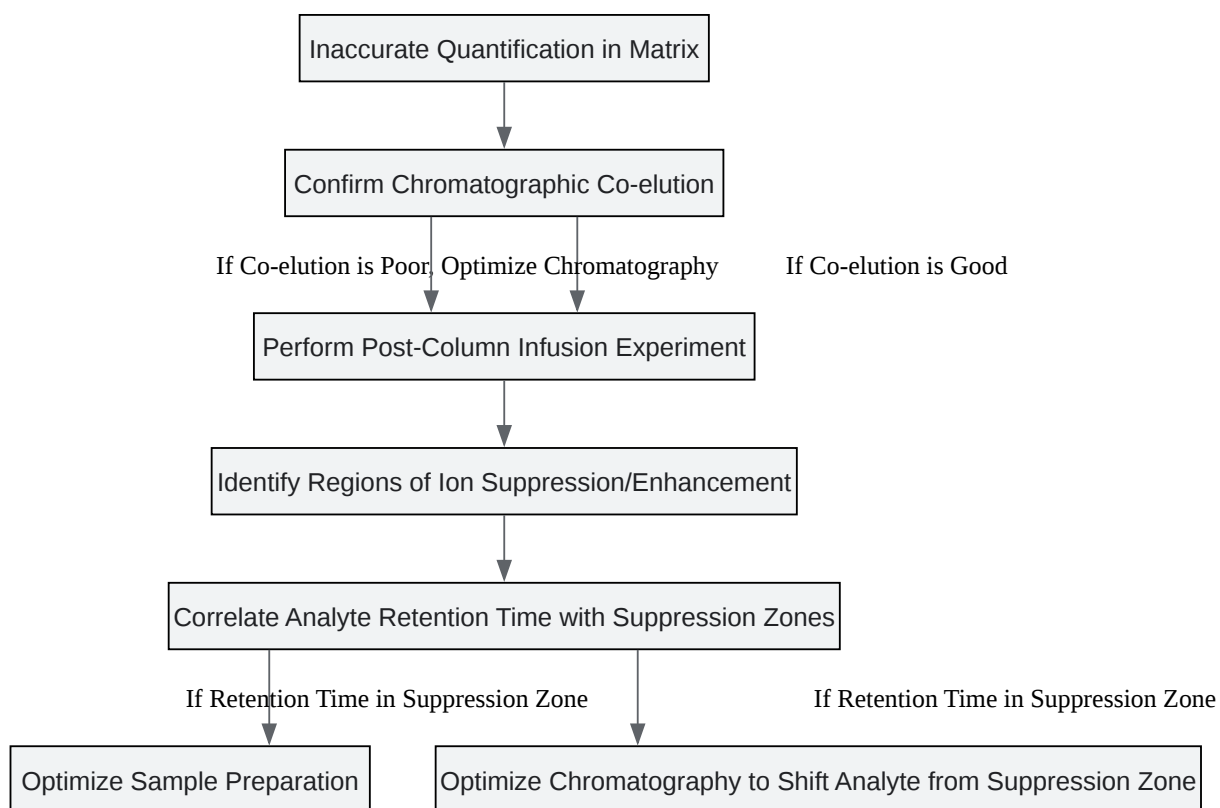 Inaccurate Quantification in Matrix
Confirm Chromatographic Co-elution
If Co-elution is Poor, Optimize Chromatography
If Co-elution is Good
Perform Post-Column Infusion Experiment
Identify Regions of Ion Suppression/Enhancement
Correlate Analyte Retention Time with Suppression Zones
If Retention Time in Suppression Zone
If Retention Time in Suppression Zone
Optimize Sample Preparation
Optimize Chromatography to Shift Analyte from Suppression Zone